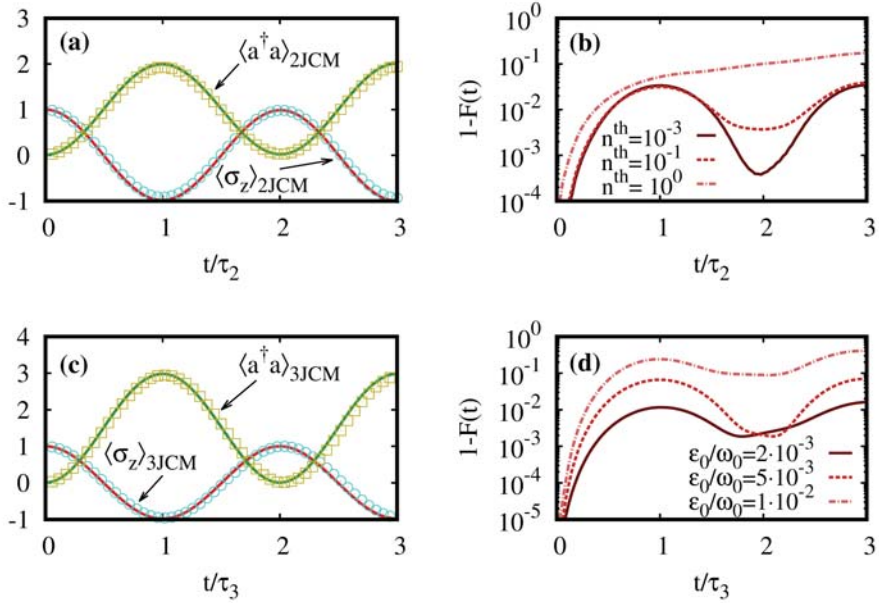 3
2
1
0
-1
(a)
⟨a†a⟩2JCM
⟨σz⟩2JCM
0 1 2 3
t/τ2
10^0
10^-1
10^-2
10^-3
10^-4
1-F(t)
(b)
n^th=10^-3
n^th=10^-1
n^th=10^0
0 1 2 3
t/τ2
4
3
2
1
0
-1
(c)
⟨a†a⟩3JCM
⟨σz⟩3JCM
0 1 2 3
t/τ3
10^0
10^-1
10^-2
10^-3
10^-4
10^-5
1-F(t)
(d)
ε0/ω0=2·10^-3
ε0/ω0=5·10^-3
ε0/ω0=1·10^-2
0 1 2 3
t/τ3